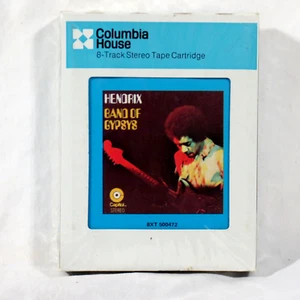 Columbia
House
8-Track Stereo Tape Cartridge
HENDRIX
BAND OF
GYPSYS
Capitol
STEREO
8XT 500472